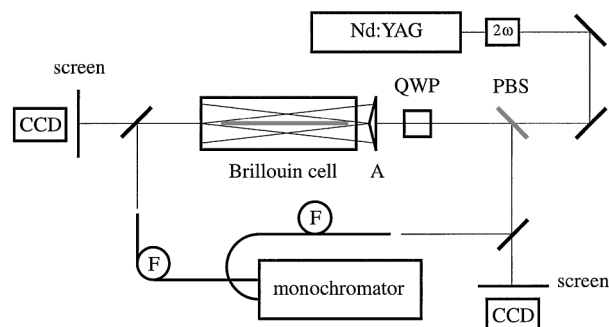 Nd:YAG
2ω
screen
QWP
PBS
CCD
Brillouin cell
A
F
F
monochromator
screen
CCD